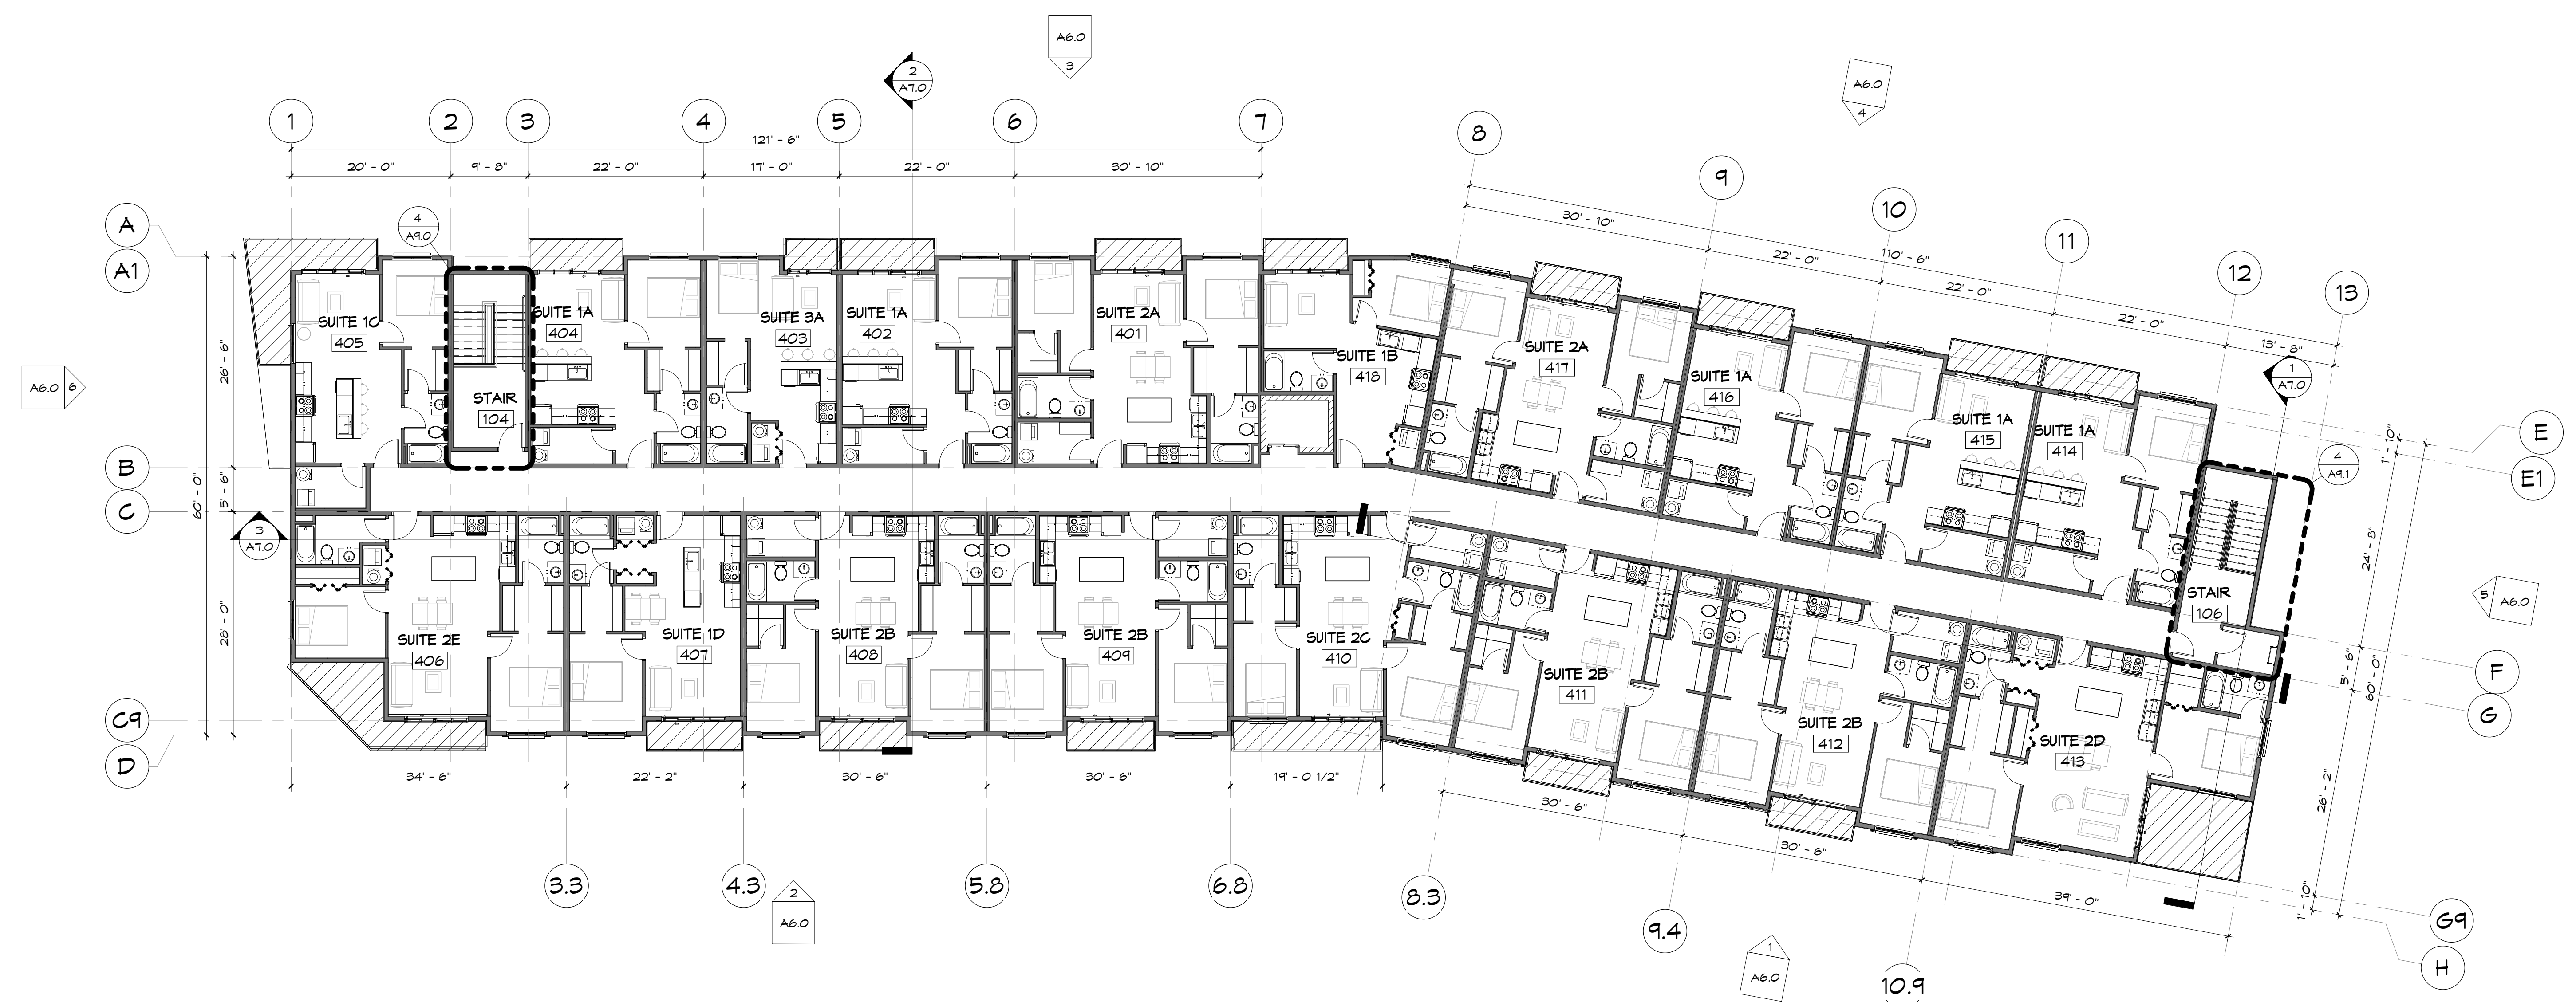 A6.0
3
2
A7.0
A6.0
4
1
2
3
4
5
6
7
8
9
10
11
12
13
121' - 6"
20' - 0"
9' - 8"
22' - 0"
17' - 0"
22' - 0"
30' - 10"
30' - 10"
22' - 0"
110' - 6"
22' - 0"
22' - 0"
13' - 8"
A
A1
B
C
C9
D
4
A9.0
A6.0
6
60' - 0"
26' - 6"
5' - 6"
28' - 0"
3
A7.0
SUITE 1C
405
STAIR
104
SUITE 1A
404
SUITE 3A
403
SUITE 1A
402
SUITE 2A
401
SUITE 1B
418
SUITE 2A
417
SUITE 1A
416
SUITE 1A
415
SUITE 1A
414
STAIR
106
1
A7.0
4
A9.1
E
E1
F
G
G9
H
1' - 10"
24' - 8"
5' - 6"
60' - 0"
26' - 2"
1' - 10"
5
A6.0
SUITE 2E
406
SUITE 1D
407
SUITE 2B
408
SUITE 2B
409
SUITE 2C
410
SUITE 2B
411
SUITE 2B
412
SUITE 2D
413
34' - 6"
22' - 2"
30' - 6"
30' - 6"
19' - 0 1/2"
30' - 6"
30' - 6"
39' - 0"
3.3
4.3
5.8
6.8
8.3
9.4
10.9
2
A6.0
1
A6.0